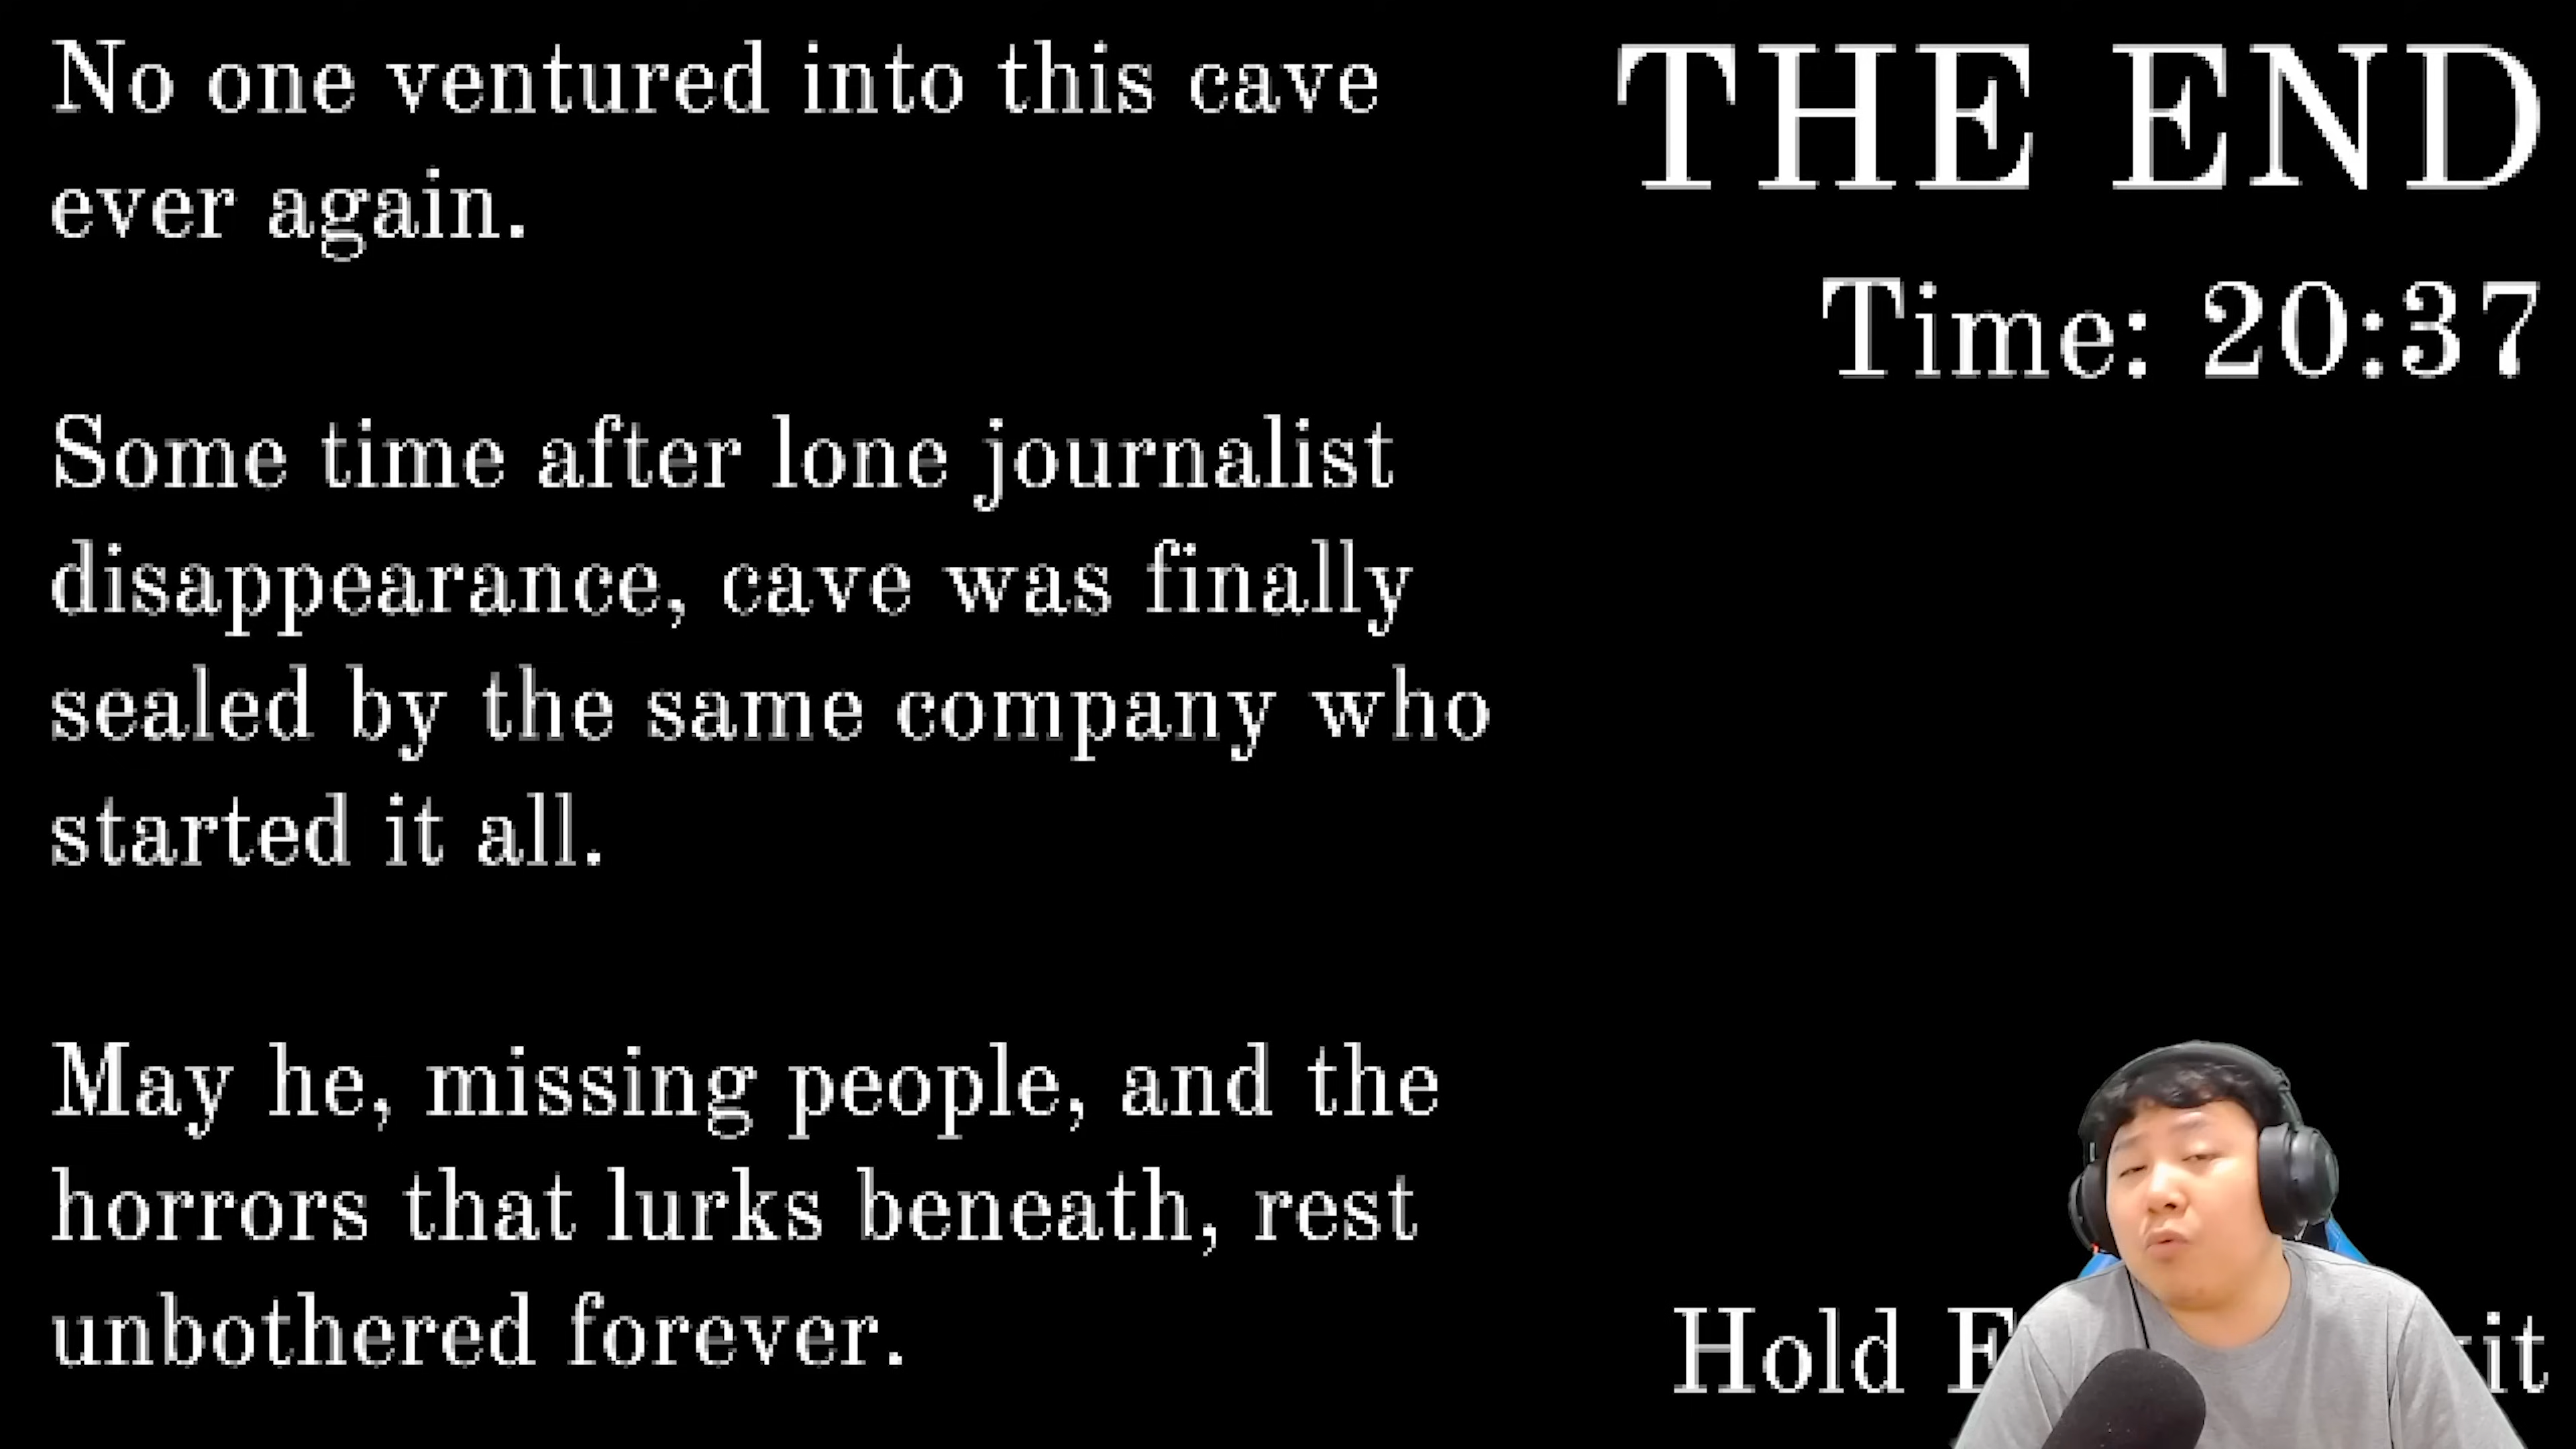 No one ventured into this cave
ever again.
Some time after lone journalist
disappearance, cave was finally
sealed by the same company who
started it all.
May he, missing people, and the
horrors that lurks beneath, rest
unbothered forever.
THE END
Time: 20:37
Hold